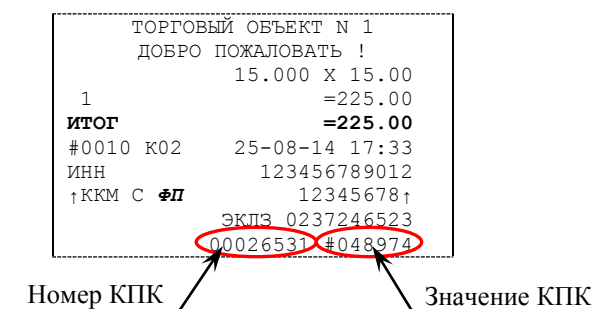 ТОРГОВЫЙ ОБЪЕКТ N 1
ДОБРО ПОЖАЛОВАТЬ !
15.000 X 15.00
1 =225.00
ИТОГ =225.00
#0010 К02 25-08-14 17:33
ИНН 123456789012
↑ККМ С ФП 12345678↑
ЭКЛЗ 0237246523
00026531 #048974
Номер КПК Значение КПК